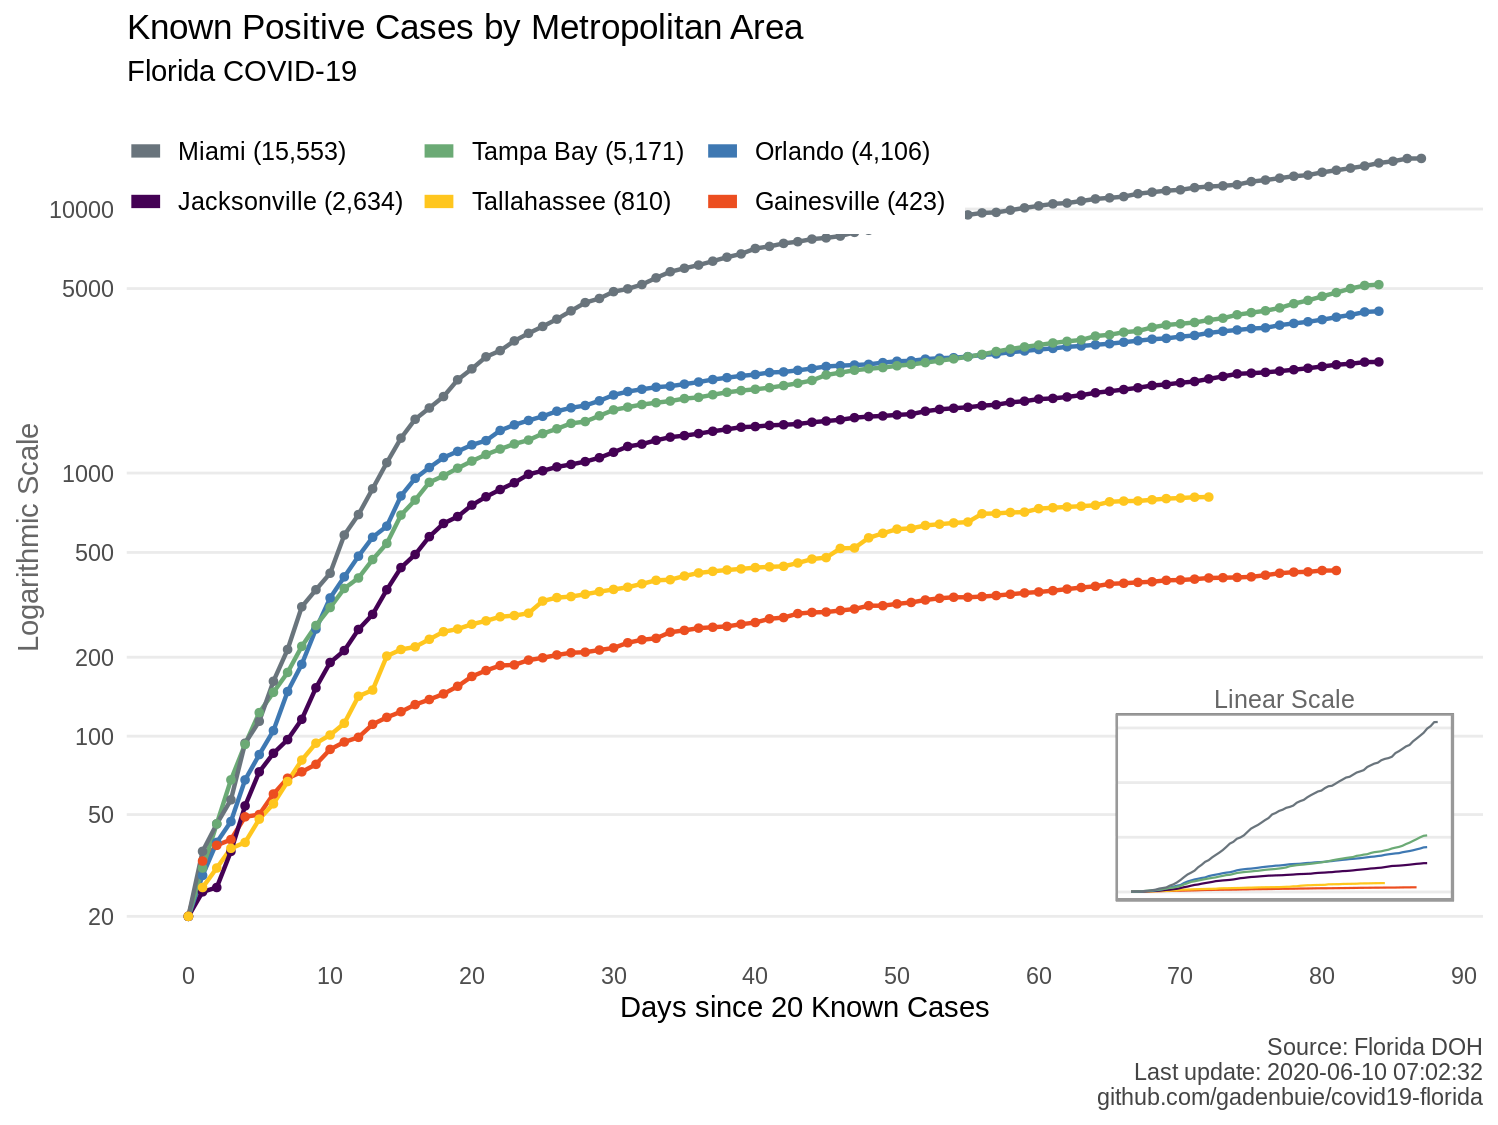 Known Positive Cases by Metropolitan Area
Florida COVID-19
Miami (15,553) Tampa Bay (5,171) Orlando (4,106)
Jacksonville (2,634) Tallahassee (810) Gainesville (423)
10000
5000
1000
500
200
100
50
20
Logarithmic Scale
Linear Scale
0 10 20 30 40 50 60 70 80 90
Days since 20 Known Cases
Source: Florida DOH
Last update: 2020-06-10 07:02:32
github.com/gadenbuie/covid19-florida